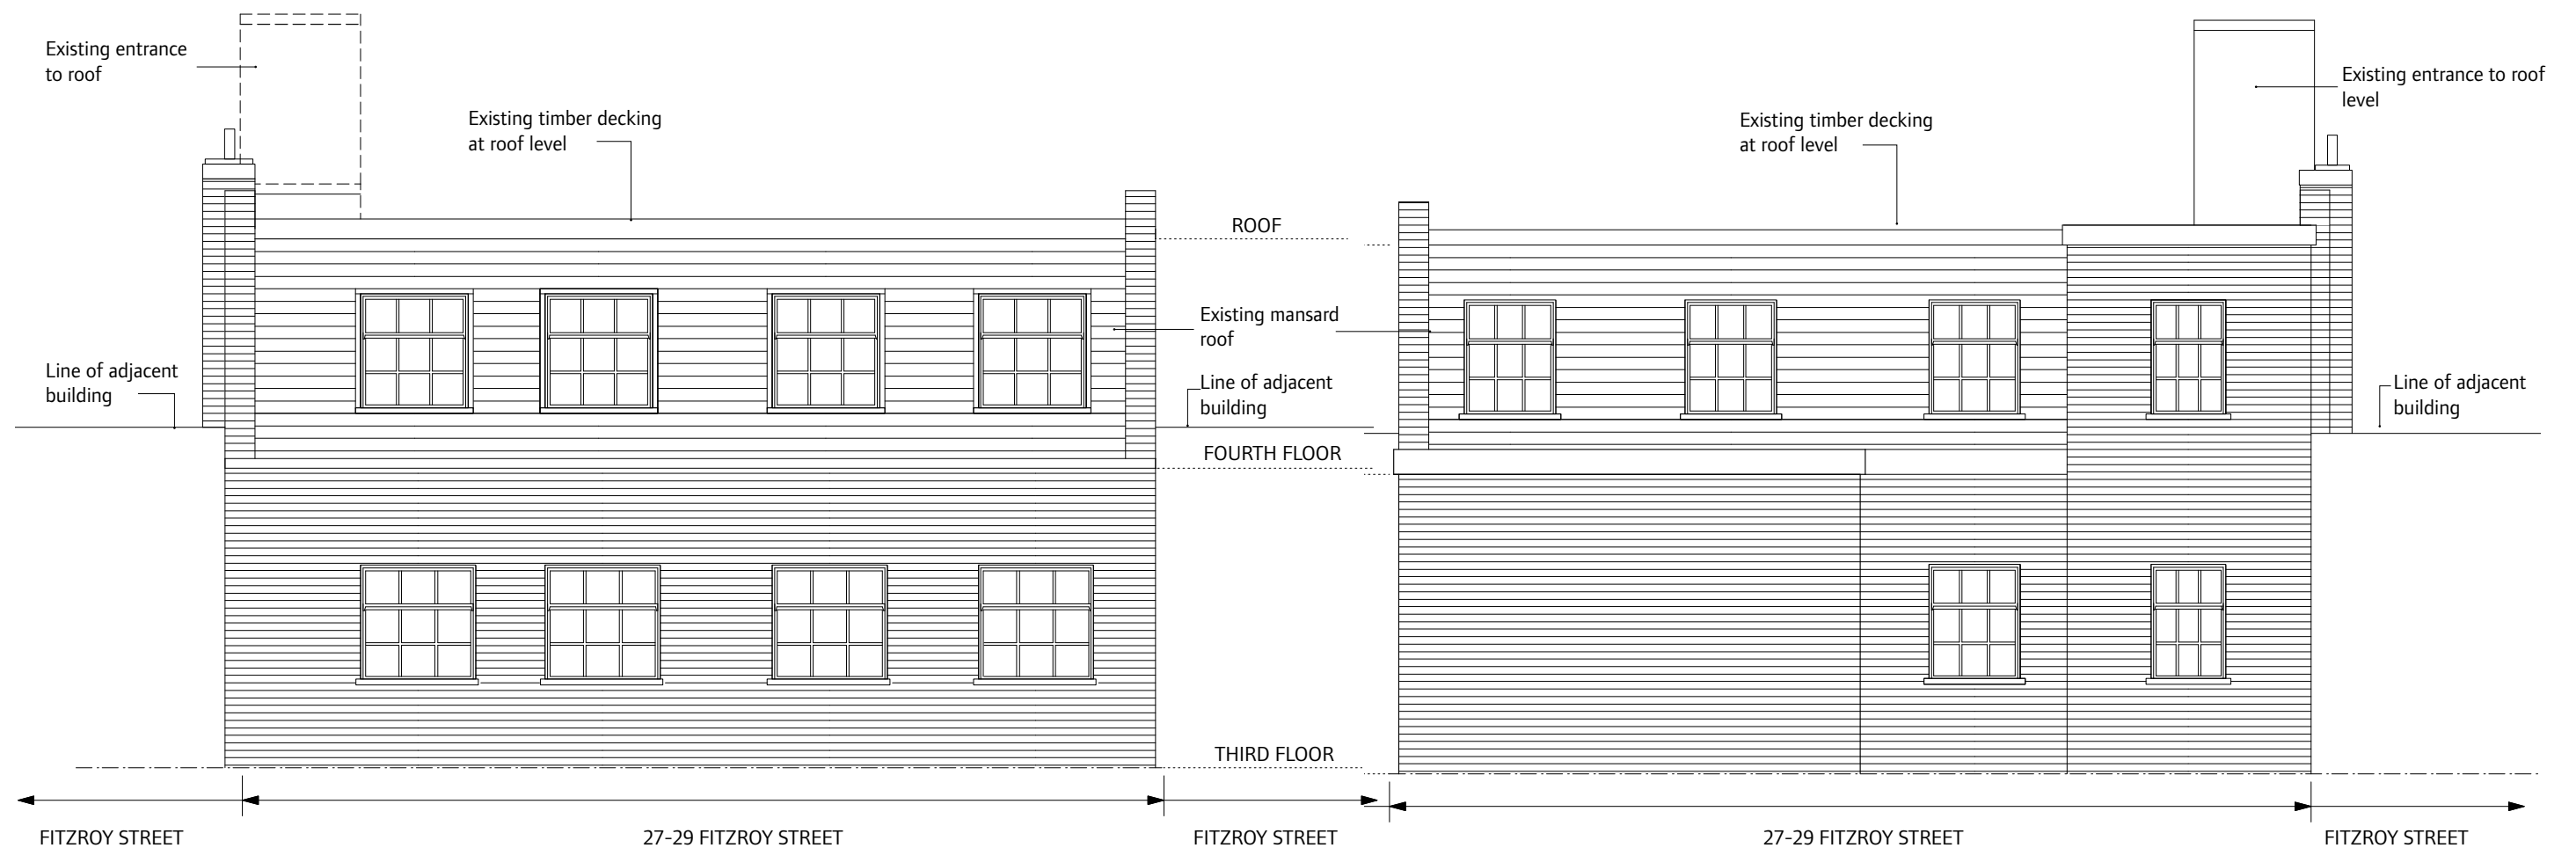 Existing entrance
to roof
Existing timber decking
at roof level
Line of adjacent
building
ROOF
Existing mansard
roof
Line of adjacent
building
FOURTH FLOOR
THIRD FLOOR
Existing timber decking
at roof level
Existing entrance to roof
level
Line of adjacent
building
FITZROY STREET
27-29 FITZROY STREET
FITZROY STREET
27-29 FITZROY STREET
FITZROY STREET